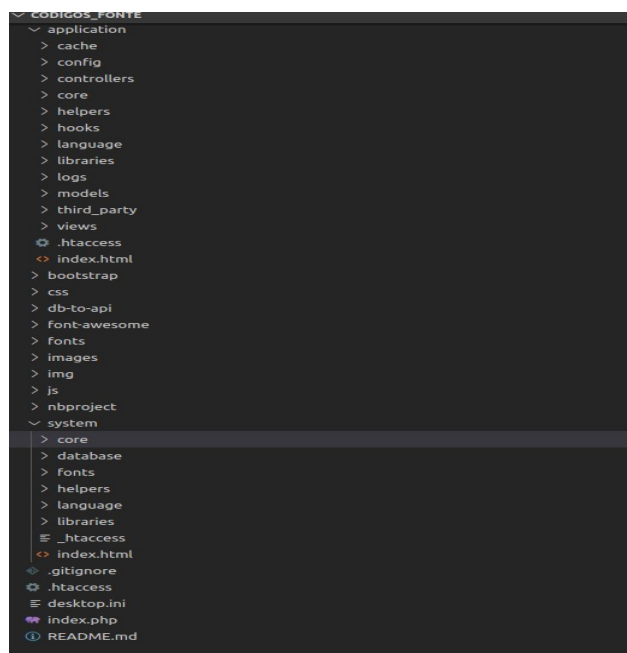 CODIGOS_FONTE
application
cache
config
controllers
core
helpers
hooks
language
libraries
logs
models
third_party
views
.htaccess
index.html
bootstrap
css
db-to-api
font-awesome
fonts
images
img
js
nbproject
system
core
database
fonts
helpers
language
libraries
_htaccess
index.html
.gitignore
.htaccess
desktop.ini
index.php
README.md